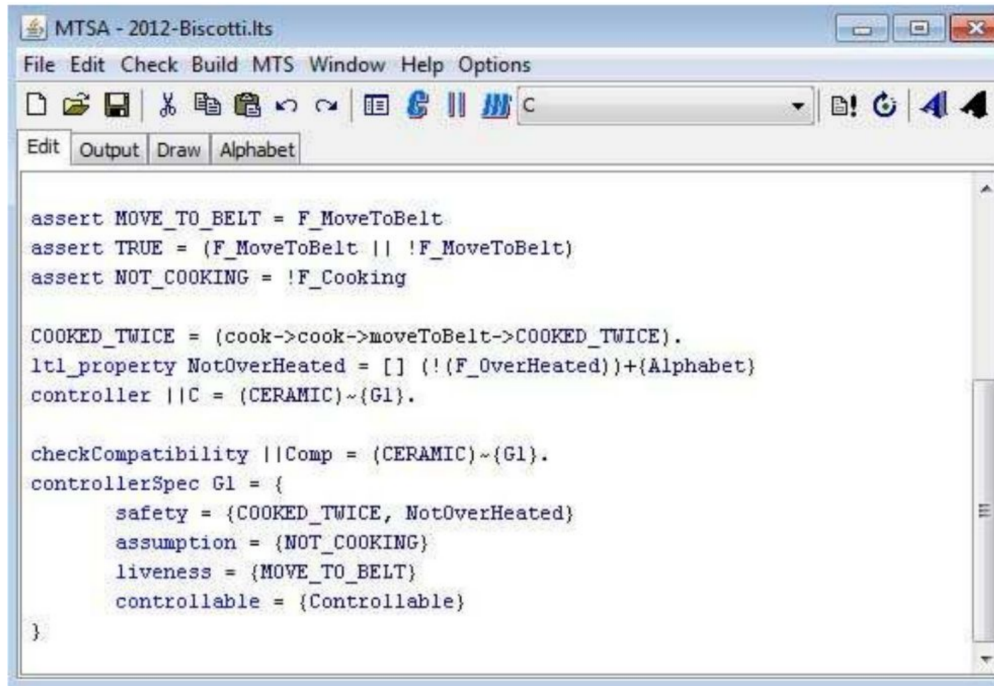 MTSA - 2012-Biscotti.lts
File Edit Check Build MTS Window Help Options
C
Edit Output Draw Alphabet
assert MOVE_TO_BELT = F_MoveToBelt
assert TRUE = (F_MoveToBelt || !F_MoveToBelt)
assert NOT_COOKING = !F_Cooking
COOKED_TWICE = (cook->cook->moveToBelt->COOKED_TWICE).
ltl_property NotOverHeated = [] (!(F_OverHeated))+{Alphabet}
controller ||C = (CERAMIC)~{G1}.
checkCompatibility ||Comp = (CERAMIC)~{G1}.
controllerSpec G1 = {
safety = {COOKED_TWICE, NotOverHeated}
assumption = {NOT_COOKING}
liveness = {MOVE_TO_BELT}
controllable = {Controllable}
}